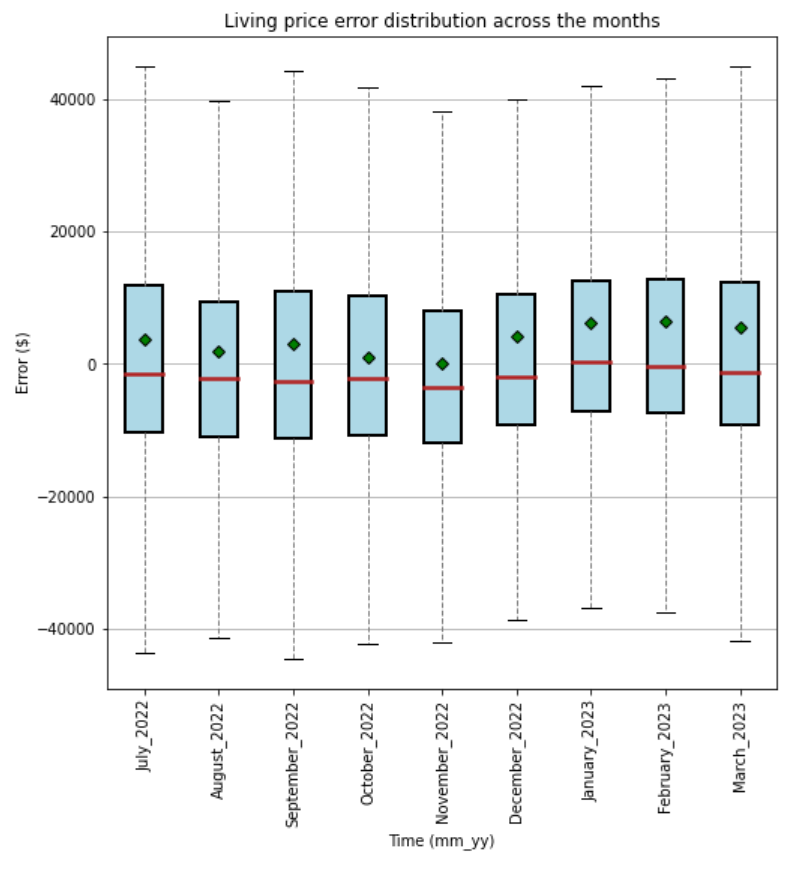 Living price error distribution across the months
Error ($)
40000
20000
0
−20000
−40000
July_2022
August_2022
September_2022
October_2022
November_2022
December_2022
January_2023
February_2023
March_2023
Time (mm_yy)